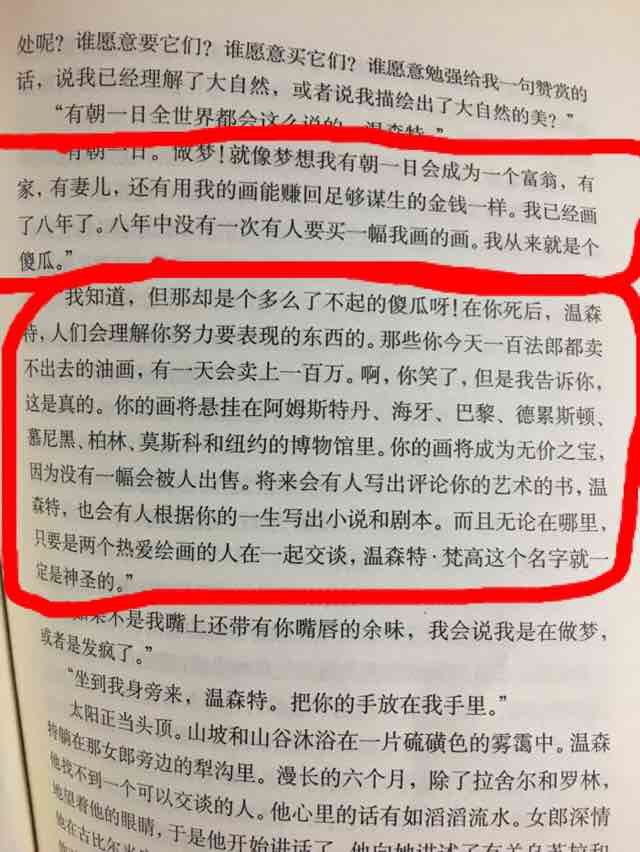 处呢？谁愿意要它们？谁愿意买它们？谁愿意勉强给我一句赞赏的
话，说我已经理解了大自然，或者说我描绘出了大自然的美？”
“有朝一日全世界都会这么说的，温森特。”
“有朝一日。做梦！就像梦想我有朝一日会成为一个富翁，有
家，有妻儿，还有用我的画能赚回足够谋生的金钱一样。我已经画
了八年了。八年中没有一次有人要买一幅我画的画。我从来就是个
傻瓜。”
“我知道，但那却是个多么了不起的傻瓜呀！在你死后，温森
特，人们会理解你努力要表现的东西的。那些你今天一百法郎都卖
不出去的油画，有一天会卖上一百万。啊，你笑了，但是我告诉你，
这是真的。你的画将悬挂在阿姆斯特丹、海牙、巴黎、德累斯顿、
慕尼黑、柏林、莫斯科和纽约的博物馆里。你的画将成为无价之宝，
因为没有一幅会被人出售。将来会有人写出评论你的艺术的书，温
森特，也会有人根据你的一生写出小说和剧本。而且无论在哪里，
只要是两个热爱绘画的人在一起交谈，温森特·梵高这个名字就一
定是神圣的。”
“如果不是我嘴上还带有你嘴唇的余味，我会说我是在做梦，
或者是发疯了。”
“坐到我身旁来，温森特。把你的手放在我手里。”
太阳正当头顶。山坡和山谷沐浴在一片硫磺色的雾霭中。温森
特躺在那女郎旁边的犁沟里。漫长的六个月，除了拉舍尔和罗林，
他找不到一个可以交谈的人。他心里的话有如滔滔流水。女郎深情
地望着他的眼睛，于是他开始讲话了。他向她讲述了有关乌苏拉和